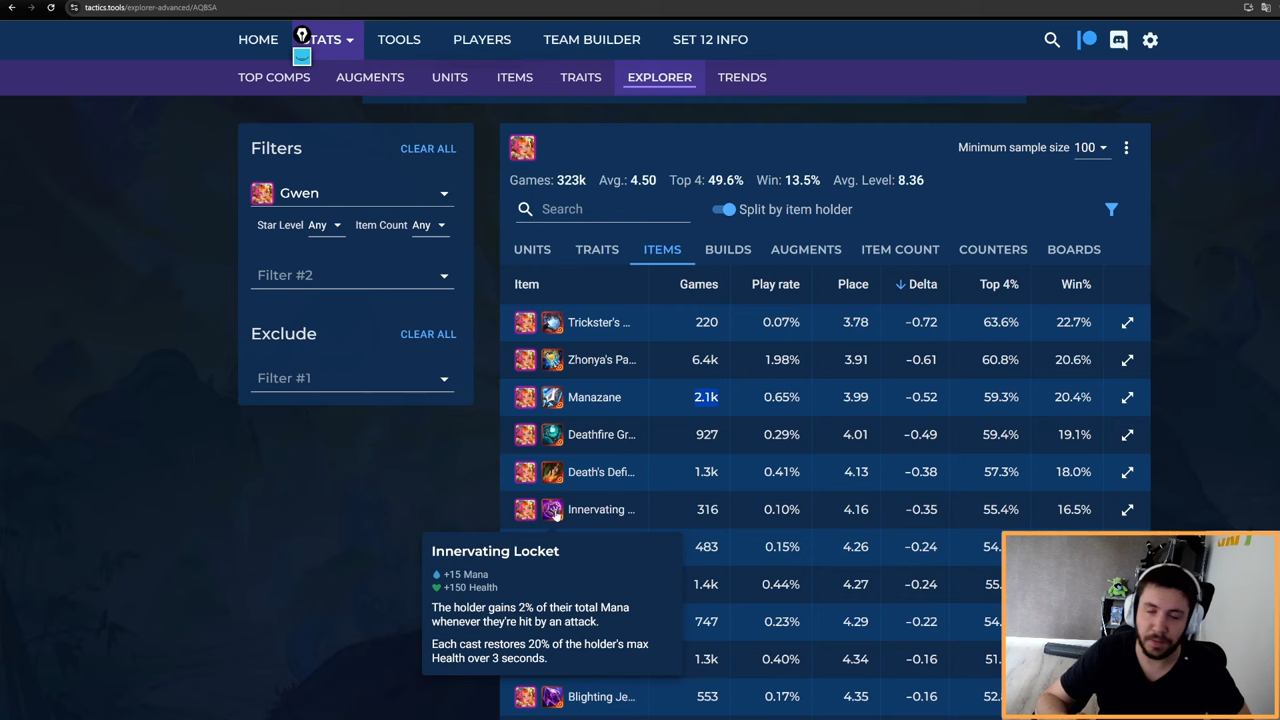 tactics.tools/explorer-advanced/AQBSA
HOME TATS TOOLS PLAYERS TEAM BUILDER SET 12 INFO
TOP COMPS AUGMENTS UNITS ITEMS TRAITS EXPLORER TRENDS
Filters CLEAR ALL
Gwen
Star Level Any Item Count Any
Filter #2
Exclude CLEAR ALL
Filter #1
Minimum sample size 100
Games: 323k Avg.: 4.50 Top 4: 49.6% Win: 13.5% Avg. Level: 8.36
Search Split by item holder
UNITS TRAITS ITEMS BUILDS AUGMENTS ITEM COUNT COUNTERS BOARDS
Item Games Play rate Place Delta Top 4% Win%
Trickster's ... 220 0.07% 3.78 −0.72 63.6% 22.7%
Zhonya's Pa... 6.4k 1.98% 3.91 −0.61 60.8% 20.6%
Manazane 2.1k 0.65% 3.99 −0.52 59.3% 20.4%
Deathfire Gr... 927 0.29% 4.01 −0.49 59.4% 19.1%
Death's Defi... 1.3k 0.41% 4.13 −0.38 57.3% 18.0%
Innervating ... 316 0.10% 4.16 −0.35 55.4% 16.5%
483 0.15% 4.26 −0.24 54.
1.4k 0.44% 4.27 −0.24 55.
747 0.23% 4.29 −0.22 55.
1.3k 0.40% 4.34 −0.16 51.
Blighting Je... 553 0.17% 4.35 −0.16 52.
Innervating Locket
+15 Mana
+150 Health
The holder gains 2% of their total Mana
whenever they're hit by an attack.
Each cast restores 20% of the holder's max
Health over 3 seconds.